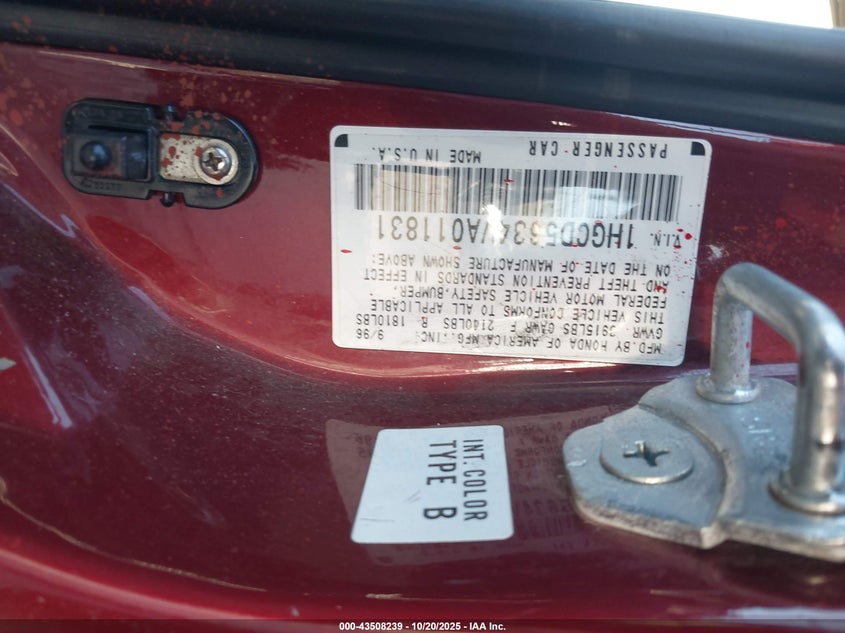 MFD. BY HONDA OF AMERICA MFG., INC. 9/96
GVWR 3915LBS GAWR F 2140LBS R 1810LBS
THIS VEHICLE CONFORMS TO ALL APPLICABLE
FEDERAL MOTOR VEHICLE SAFETY, BUMPER,
AND THEFT PREVENTION STANDARDS IN EFFECT
ON THE DATE OF MANUFACTURE SHOWN ABOVE:
V.I.N. 1HGCD5634VA011831
PASSENGER CAR MADE IN U.S.A.
INT. COLOR
TYPE B
000-43508239 - 10/20/2025 - IAA Inc.